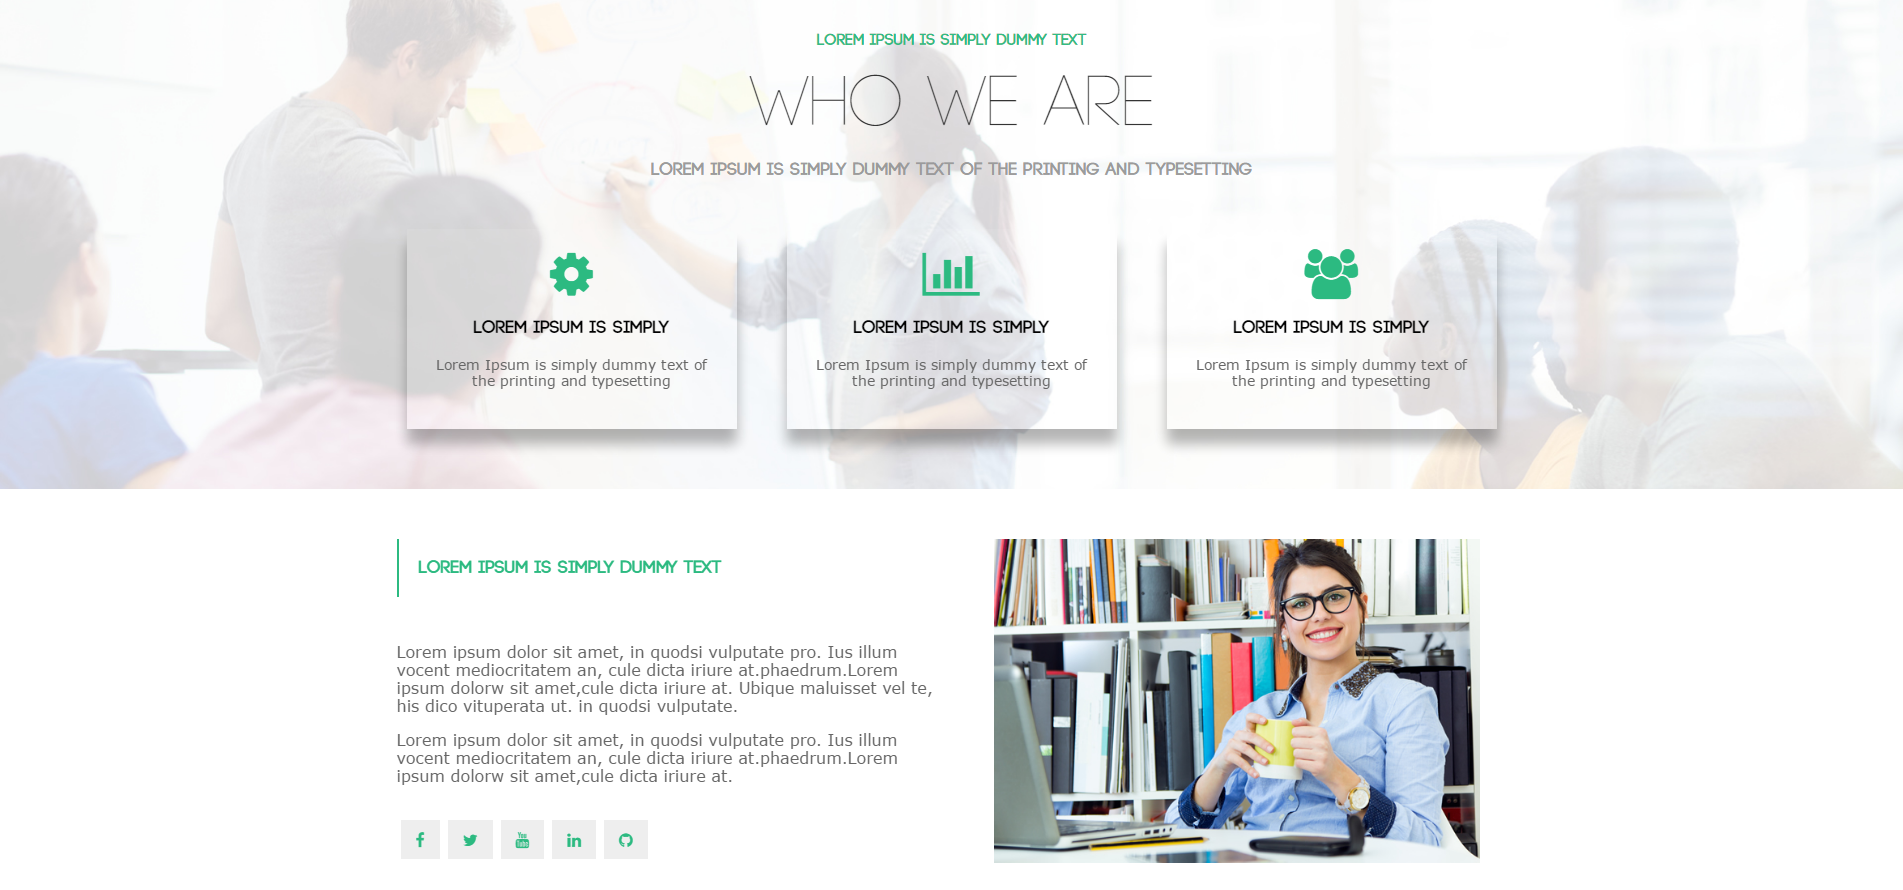 LOREM IPSUM IS SIMPLY DUMMY TEXT
WHO WE ARE
LOREM IPSUM IS SIMPLY DUMMY TEXT OF THE PRINTING AND TYPESETTING
LOREM IPSUM IS SIMPLY
Lorem Ipsum is simply dummy text of
the printing and typesetting
LOREM IPSUM IS SIMPLY
Lorem Ipsum is simply dummy text of
the printing and typesetting
LOREM IPSUM IS SIMPLY
Lorem Ipsum is simply dummy text of
the printing and typesetting
LOREM IPSUM IS SIMPLY DUMMY TEXT
Lorem ipsum dolor sit amet, in quodsi vulputate pro. Ius illum
vocent mediocritatem an, cule dicta iriure at.phaedrum.Lorem
ipsum dolorw sit amet,cule dicta iriure at. Ubique maluisset vel te,
his dico vituperata ut. in quodsi vulputate.
Lorem ipsum dolor sit amet, in quodsi vulputate pro. Ius illum
vocent mediocritatem an, cule dicta iriure at.phaedrum.Lorem
ipsum dolorw sit amet,cule dicta iriure at.
You
Tube